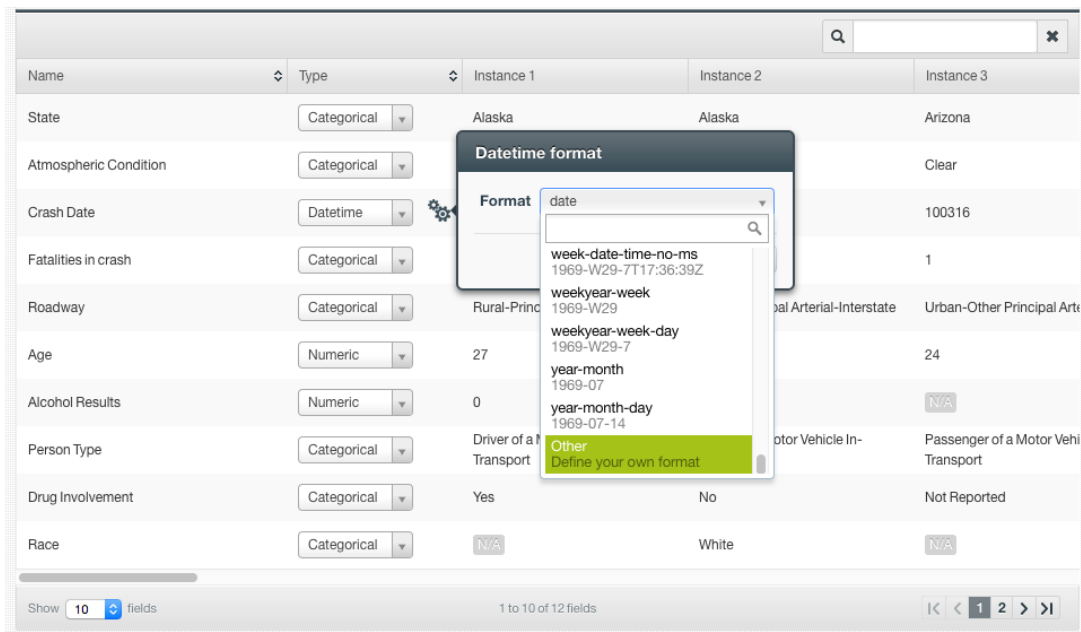 Name Type Instance 1 Instance 2 Instance 3
State Categorical Alaska Alaska Arizona
Datetime format
Atmospheric Condition Categorical Clear
Format date
Crash Date Datetime 100316
week-date-time-no-ms
Fatalities in crash Categorical 1
1969-W29-7T17:36:39Z
weekyear-week
Roadway Categorical Rural-Princ 1969-W29 Arterial-Interstate Urban-Other Principal Arte
weekyear-week-day
1969-W29-7
Age Numeric 27 24
year-month
1969-07
Alcohol Results Numeric 0 year-month-day N/A
1969-07-14
Person Type Categorical Driver of a Other Vehicle In- Passenger of a Motor Vehi
Transport Define your own format Transport
Drug Involvement Categorical Yes No Not Reported
Race Categorical N/A White N/A
Show 10 fields 1 to 10 of 12 fields 1 2